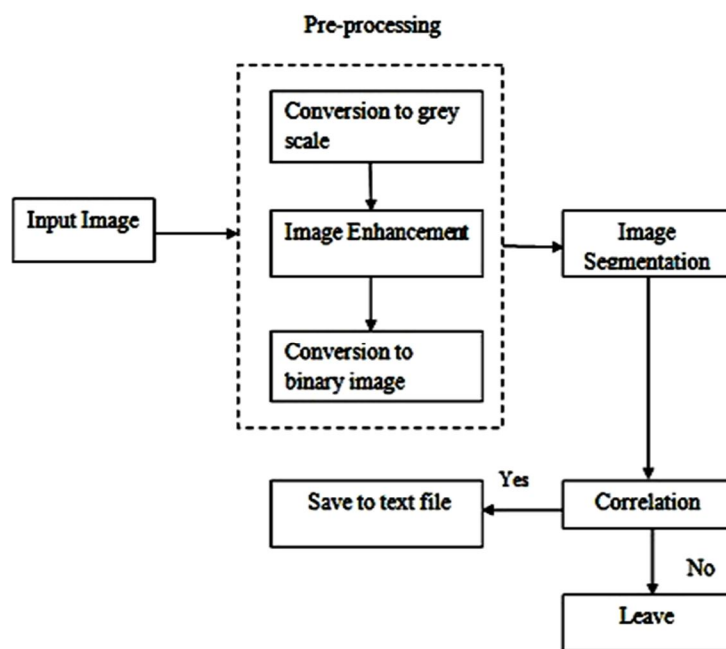 Pre-processing
Conversion to grey
scale
Input Image
Image Enhancement
Image
Segmentation
Conversion to
binary image
Yes
Save to text file
Correlation
No
Leave